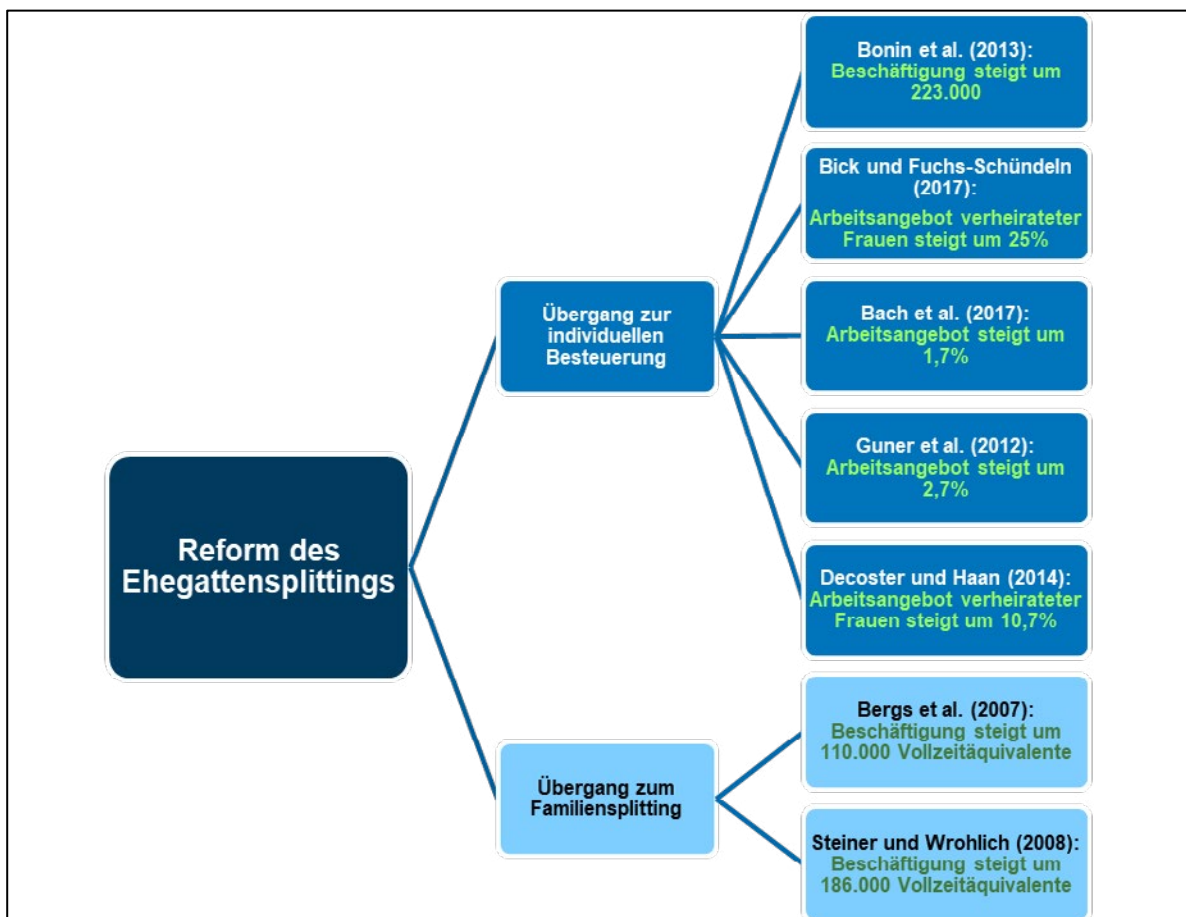 Reform des
Ehegattensplittings
Übergang zur
individuellen
Besteuerung
Bonin et al. (2013):
Beschäftigung steigt um
223.000
Bick und Fuchs-Schündeln
(2017):
Arbeitsangebot verheirateter
Frauen steigt um 25%
Bach et al. (2017):
Arbeitsangebot steigt um
1,7%
Guner et al. (2012):
Arbeitsangebot steigt um
2,7%
Decoster und Haan (2014):
Arbeitsangebot verheirateter
Frauen steigt um 10,7%
Übergang zum
Familiensplitting
Bergs et al. (2007):
Beschäftigung steigt um
110.000 Vollzeitäquivalente
Steiner und Wrohlich (2008):
Beschäftigung steigt um
186.000 Vollzeitäquivalente